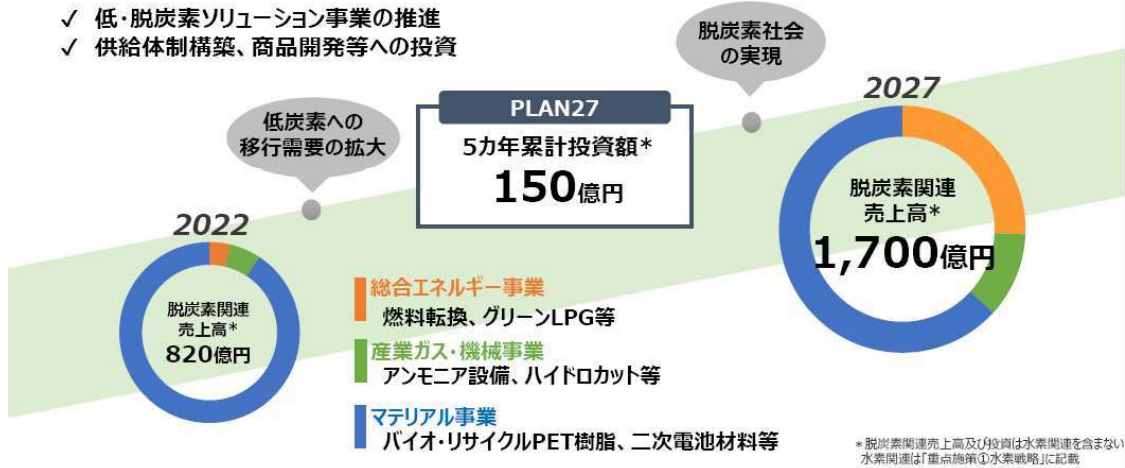 ✓ 低・脱炭素ソリューション事業の推進
✓ 供給体制構築、商品開発等への投資
脱炭素社会
の実現
低炭素への
移行需要の拡大
PLAN27
5カ年累計投資額*
150億円
2022
脱炭素関連
売上高*
820億円
2027
脱炭素関連
売上高*
1,700億円
総合エネルギー事業
燃料転換、グリーンLPG等
産業ガス・機械事業
アンモニア設備、ハイドロカット等
マテリアル事業
バイオ・リサイクルPET樹脂、二次電池材料等
*脱炭素関連売上高及び投資は水素関連を含まない
水素関連は「重点施策①水素戦略」に記載